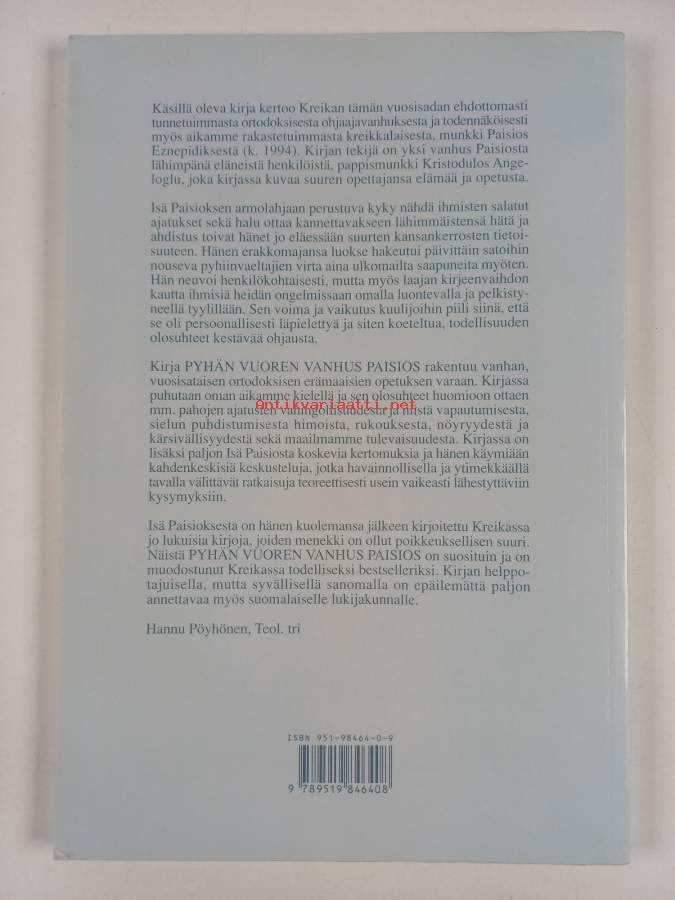 Käsillä oleva kirja kertoo Kreikan tämän vuosisadan ehdottomasti
tunnetuimmasta ortodoksisesta ohjaajavanhuksesta ja todennäköisesti
myös aikamme rakastetuimmasta kreikkalaisesta, munkki Paisios
Eznepidiksestä (k. 1994). Kirjan tekijä on yksi vanhus Paisiosta
lähimpänä eläneistä henkilöistä, pappismunkki Kristodulos Ange-
loglu, joka kirjassa kuvaa suuren opettajansa elämää ja opetusta.
Isä Paisioksen armolahjaan perustuva kyky nähdä ihmisten salatut
ajatukset sekä halu ottaa kannettavakseen lähimmäistensä hätä ja
ahdistus toivat hänet jo eläessään suurten kansankerrosten tietoi-
suuteen. Hänen erakkomajansa luokse hakeutui päivittäin satoihin
nouseva pyhiinvaeltajien virta aina ulkomailta saapuneita myöten.
Hän neuvoi henkilökohtaisesti, mutta myös laajan kirjeenvaihdon
kautta ihmisiä heidän ongelmissaan omalla luontevalla ja pelkisty-
neellä tyylillään. Sen voima ja vaikutus kuulijoihin piili siinä, että
se oli persoonallisesti läpielettyä ja siten koeteltua, todellisuuden
olosuhteet kestävää ohjausta.
Kirja PYHÄN VUOREN VANHUS PAISIOS rakentuu vanhan,
vuosisataisen ortodoksisen erämaaisien opetuksen varaan. Kirjassa
puhutaan oman aikamme kielellä ja sen olosuhteet huomioon ottaen
mm. pahojen ajatusten vahingollisuudesta ja niistä vapautumisesta,
Antikvariaatti.net
sielun puhdistumisesta himoista, rukouksesta, nöyryydestä ja
kärsivällisyydestä sekä maailmamme tulevaisuudesta. Kirjassa on
lisäksi paljon Isä Paisiosta koskevia kertomuksia ja hänen käymiään
kahdenkeskisiä keskusteluja, jotka havainnollisella ja ytimekkäällä
tavalla välittävät ratkaisuja teoreettisesti usein vaikeasti lähestyttäviin
kysymyksiin.
Isä Paisioksesta on hänen kuolemansa jälkeen kirjoitettu Kreikassa
jo lukuisia kirjoja, joiden menekki on ollut poikkeuksellisen suuri.
Näistä PYHÄN VUOREN VANHUS PAISIOS on suosituin ja on
muodostunut Kreikassa todelliseksi bestselleriksi. Kirjan helppo-
tajuisella, mutta syvällisellä sanomalla on epäilemättä paljon
annettavaa myös suomalaiselle lukijakunnalle.
Hannu Pöyhönen, Teol. tri
ISBN 951-98464-0-9
9 789519 846408